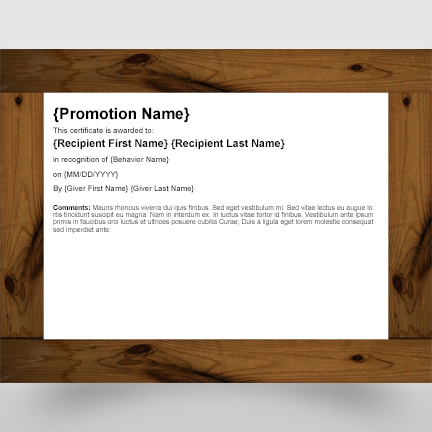 {Promotion Name}
This certificate is awarded to:
{Recipient First Name} {Recipient Last Name}
in recognition of {Behavior Name}
on {MM/DD/YYYY}
By {Giver First Name} {Giver Last Name}
Comments: Mauris rhoncus viverra dui quis finibus. Sed eget vestibulum mi. Sed vitae lectus eu augue lo
rtis tincidunt suscipit eu magna. Nam in interdum ex. In luctus vitae tortor id finibus. Vestibulum ante ipsum
primis in faucibus orci luctus et ultrices posuere cubilia Curae; Duis a ligula eget lorem molestie consequat
sed imperdiet ante.